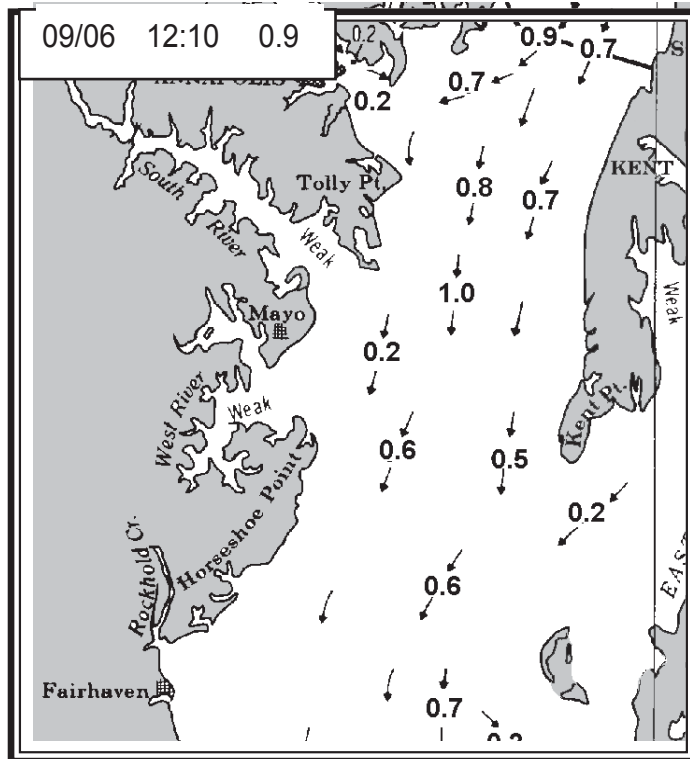 09/06 12:10 0.9
0.2
0.9
0.7
S
ANNAPOLIS
0.2
0.7
KENT
Tolly Pt.
0.8
0.7
South River
Weak
1.0
Weak
Mayo
0.2
West River
Weak
Kent Pt.
0.6
0.5
0.2
Horseshoe Point
Rockhold Cr.
0.6
EAST
Fairhaven
0.7